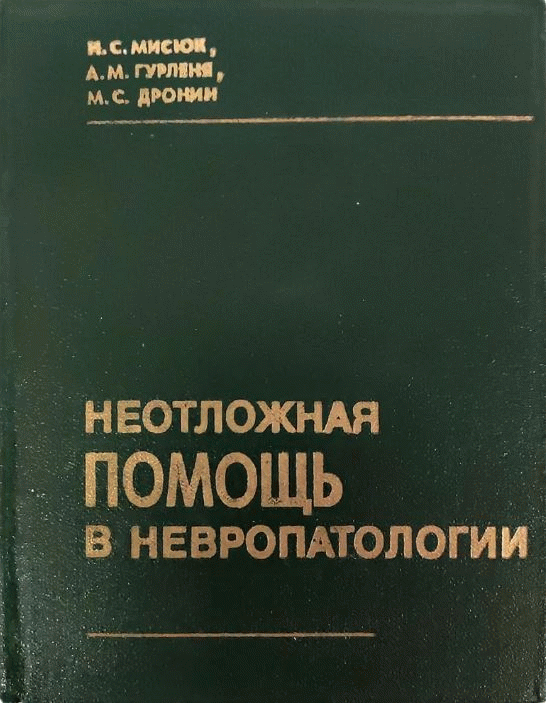 Н.С. МИСЮК,
А.М. ГУРЛЕНЯ,
М.С. ДРОНИН
НЕОТЛОЖНАЯ
ПОМОЩЬ
В НЕВРОПАТОЛОГИИ